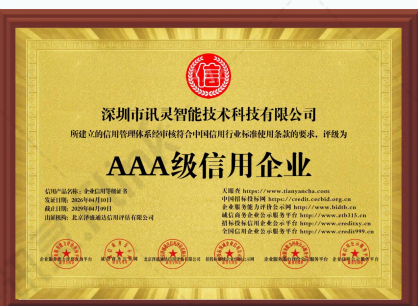 信
深圳市讯灵智能技术科技有限公司
所建立的信用管理体系经审核符合中国信用行业标准使用条款的要求，评级为
AAA级信用企业
信用产品名称：企业信用等级证书
发证日期：2026年04月10日
截止日期：2029年04月09日
出证机构：北京泽盛通达信用评估有限公司
天眼查 https://www.tianyancha.com
中国招标投标网 https://credit.cecbid.org.cn
企业服务能力评价公示网 http://www.bidtb.cn
诚信商务企业公示服务平台 http://www.atb315.cn
招标投标信用企业公示平台 http://www.creditsy.cn
全国信用企业公示服务平台 http://www.credit999.cn